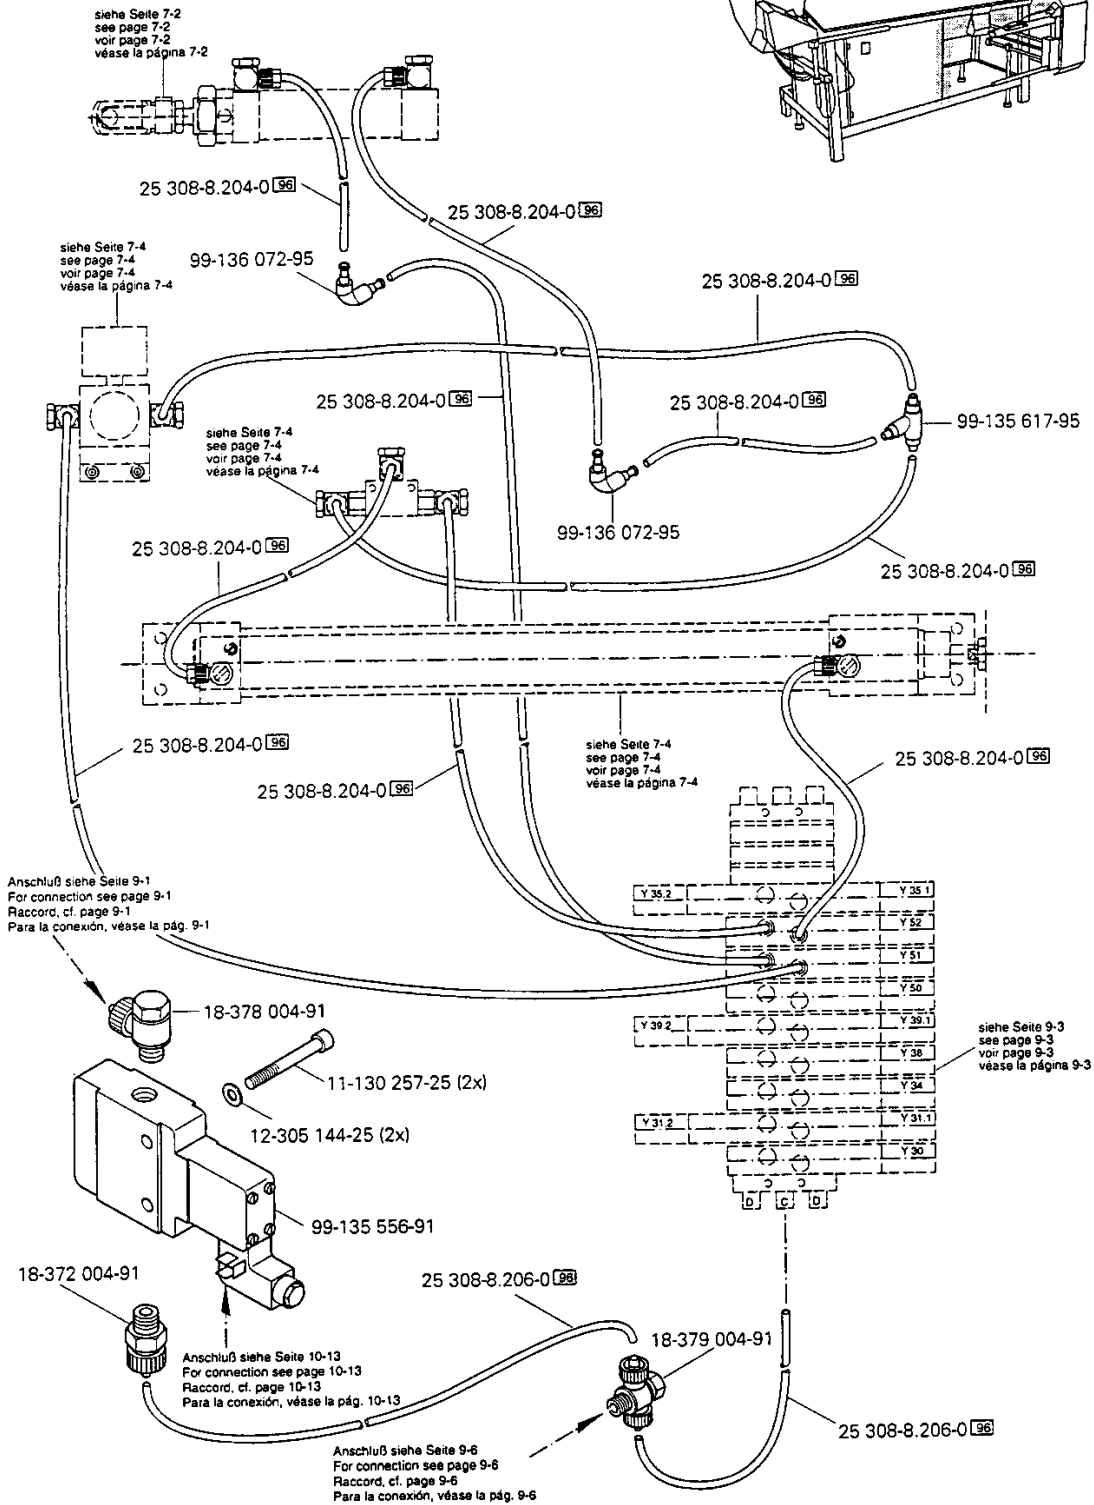 siehe Seite 7-2
see page 7-2
voir page 7-2
véase la página 7-2
25 308-8.204-0 96
25 308-8.204-0 96
siehe Seite 7-4
see page 7-4
voir page 7-4
véase la página 7-4
99-136 072-95
25 308-8.204-0 96
25 308-8.204-0 96
25 308-8.204-0 96
99-135 617-95
siehe Seite 7-4
see page 7-4
voir page 7-4
véase la página 7-4
99-136 072-95
25 308-8.204-0 96
25 308-8.204-0 96
25 308-8.204-0 96
siehe Seite 7-4
see page 7-4
voir page 7-4
véase la página 7-4
25 308-8.204-0 96
25 308-8.204-0 96
Anschluß siehe Seite 9-1
For connection see page 9-1
Raccord, cf. page 9-1
Para la conexión, véase la pág. 9-1
Y 35.2
Y 35.1
Y 52
Y 51
Y 50
Y 39.2
Y 39.1
Y 38
Y 34
Y 31.2
Y 31.1
Y 30
D C D
siehe Seite 9-3
see page 9-3
voir page 9-3
véase la página 9-3
18-378 004-91
11-130 257-25 (2x)
12-305 144-25 (2x)
99-135 556-91
18-372 004-91
25 308-8.206-0 96
18-379 004-91
Anschluß siehe Seite 10-13
For connection see page 10-13
Raccord, cf. page 10-13
Para la conexión, véase la pág. 10-13
25 308-8.206-0 96
Anschluß siehe Seite 9-6
For connection see page 9-6
Raccord, cf. page 9-6
Para la conexión, véase la pág. 9-6